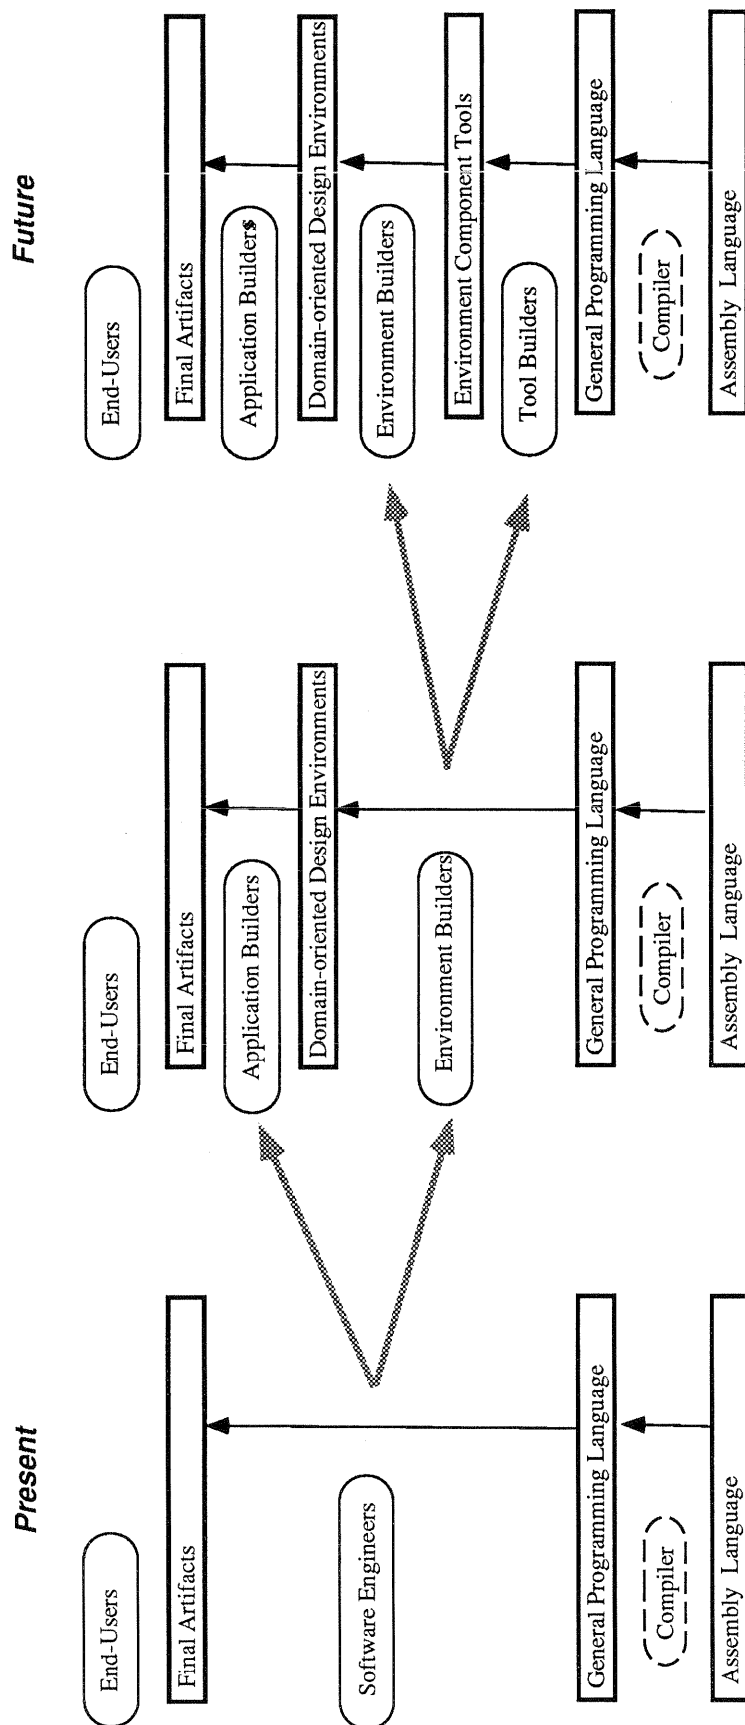 Present
Future
End-Users
Final Artifacts
Software Engineers
General Programming Language
Compiler
Assembly Language
End-Users
Final Artifacts
Application Builders
Domain-oriented Design Environments
Environment Builders
General Programming Language
Compiler
Assembly Language
End-Users
Final Artifacts
Application Builders
Domain-oriented Design Environments
Environment Builders
Environment Component Tools
Tool Builders
General Programming Language
Compiler
Assembly Language